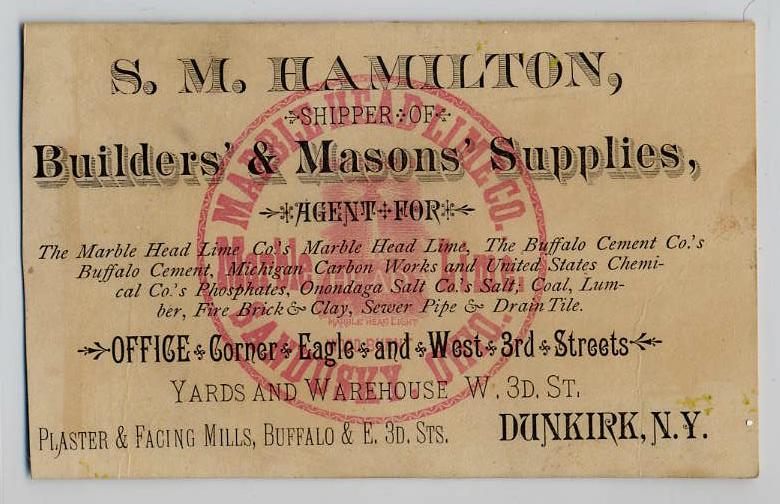 S. M. HAMILTON,
SHIPPER OF
Builders' & Masons' Supplies,
AGENT FOR
The Marble Head Lime Co.'s Marble Head Lime, The Buffalo Cement Co.'s
Buffalo Cement, Michigan Carbon Works and United States Chemi-
cal Co.'s Phosphates, Onondaga Salt Co.'s Salt, Coal, Lum-
ber, Fire Brick & Clay, Sewer Pipe & Drain Tile.
OFFICE Corner Eagle and West 3rd Streets
YARDS AND WAREHOUSE W. 3D. ST.
PLASTER & FACING MILLS, BUFFALO & E. 3D. STS.
DUNKIRK, N.Y.
MARBLE HEAD LIME CO.
Marble Lime
MARBLE HEAD LIGHT
SANDUSKY, OHIO.